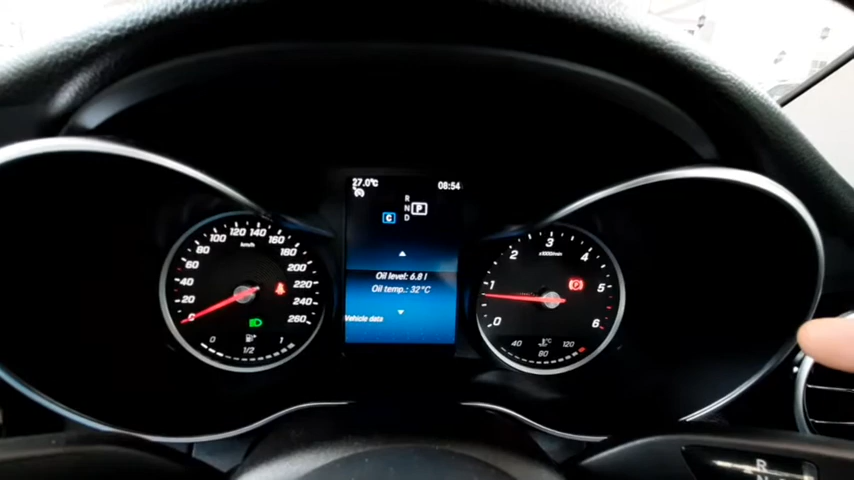 27.0°C 08:54
R
N P
D
C
Oil level: 6.8 l
Oil temp.: 32°C
Vehicle data
0 20 40 60 80 100 120 140 160 180 200 220 240 260
km/h
0 1/2 1
0 1 2 3 4 5 6
x1000/min
P
°C
40 80 120
R
N